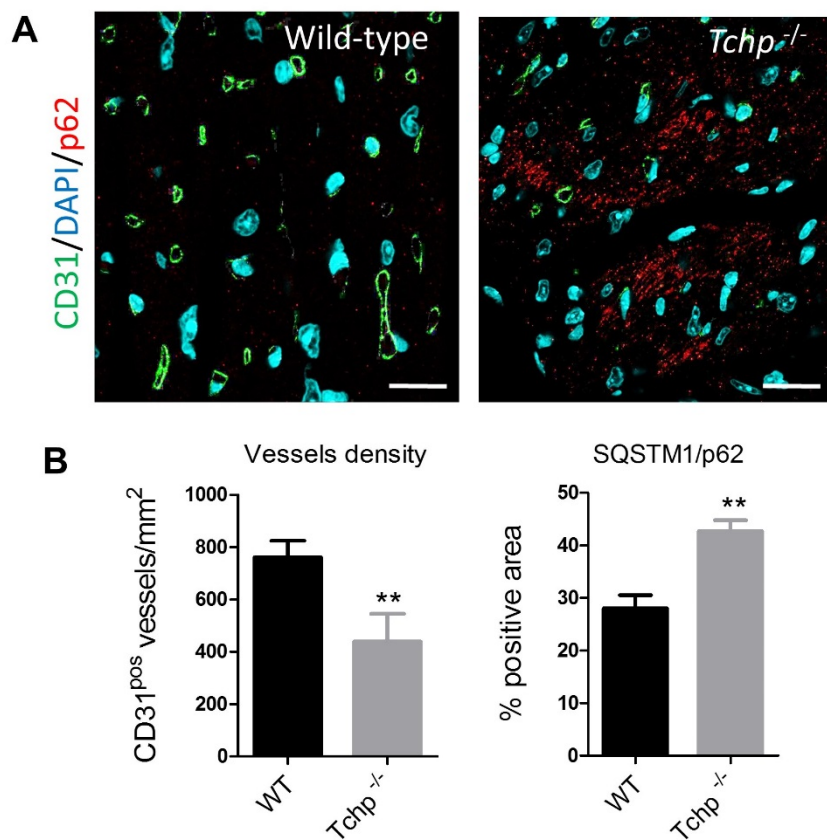 A
Wild-type
Tchp -/-
CD31/DAPI/p62
B
Vessels density
CD31pos vessels/mm2
1000
800
600
400
200
0
**
WT
Tchp -/-
SQSTM1/p62
% positive area
50
40
30
20
10
0
**
WT
Tchp -/-